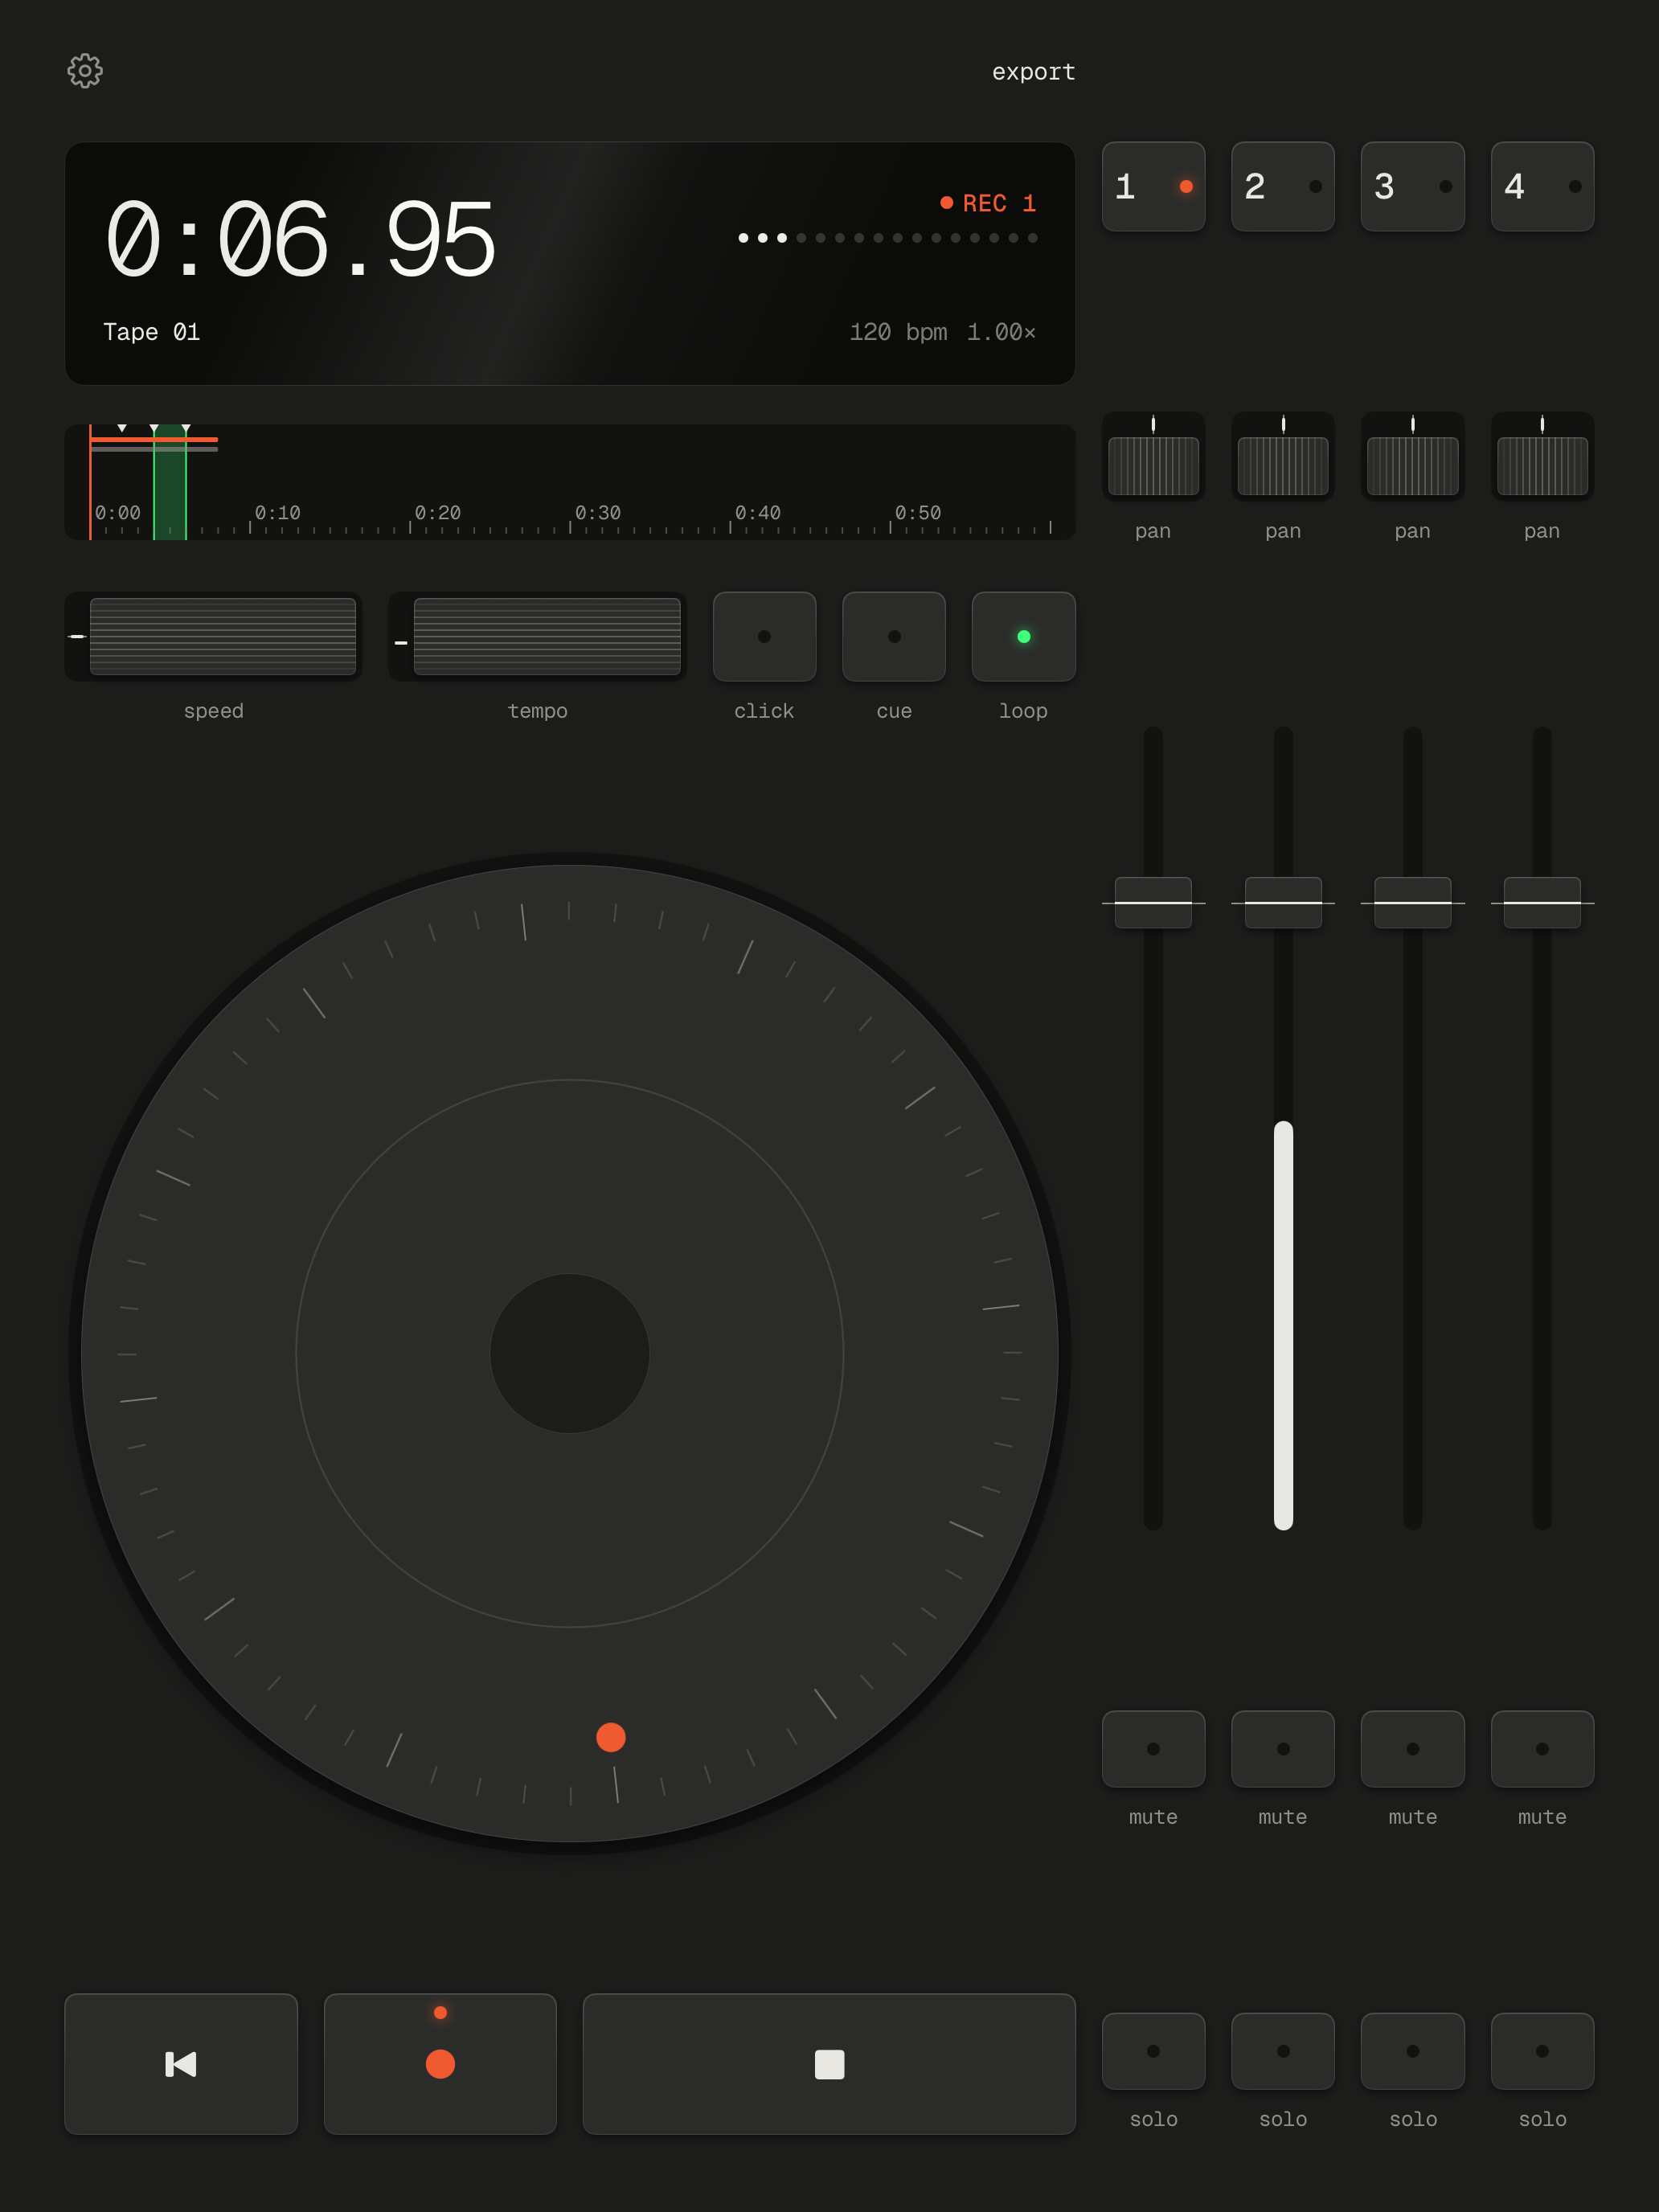 export
0:06.95
REC 1
Tape 01
120 bpm 1.00×
1 2 3 4
0:00 0:10 0:20 0:30 0:40 0:50
pan pan pan pan
speed tempo click cue loop
mute mute mute mute
solo solo solo solo